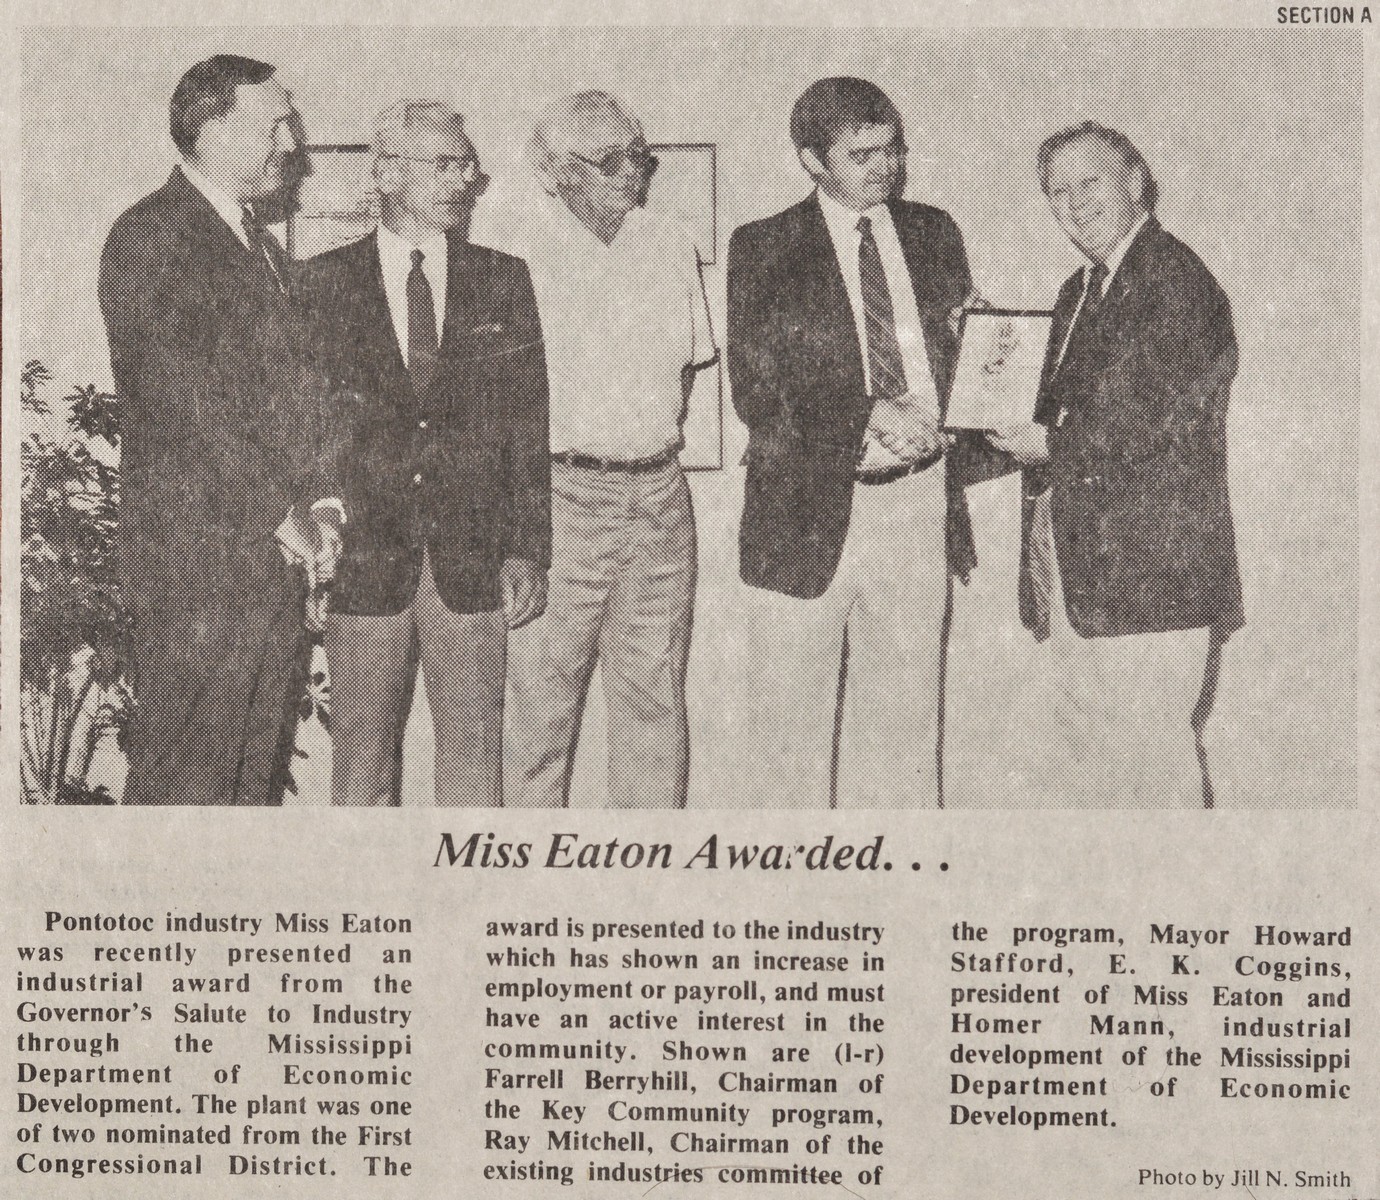 SECTION A
Miss Eaton Awarded. . .
Pontotoc industry Miss Eaton
was recently presented an
industrial award from the
Governor's Salute to Industry
through the Mississippi
Department of Economic
Development. The plant was one
of two nominated from the First
Congressional District. The
award is presented to the industry
which has shown an increase in
employment or payroll, and must
have an active interest in the
community. Shown are (l-r)
Farrell Berryhill, Chairman of
the Key Community program,
Ray Mitchell, Chairman of the
existing industries committee of
the program, Mayor Howard
Stafford, E. K. Coggins,
president of Miss Eaton and
Homer Mann, industrial
development of the Mississippi
Department of Economic
Development.
Photo by Jill N. Smith